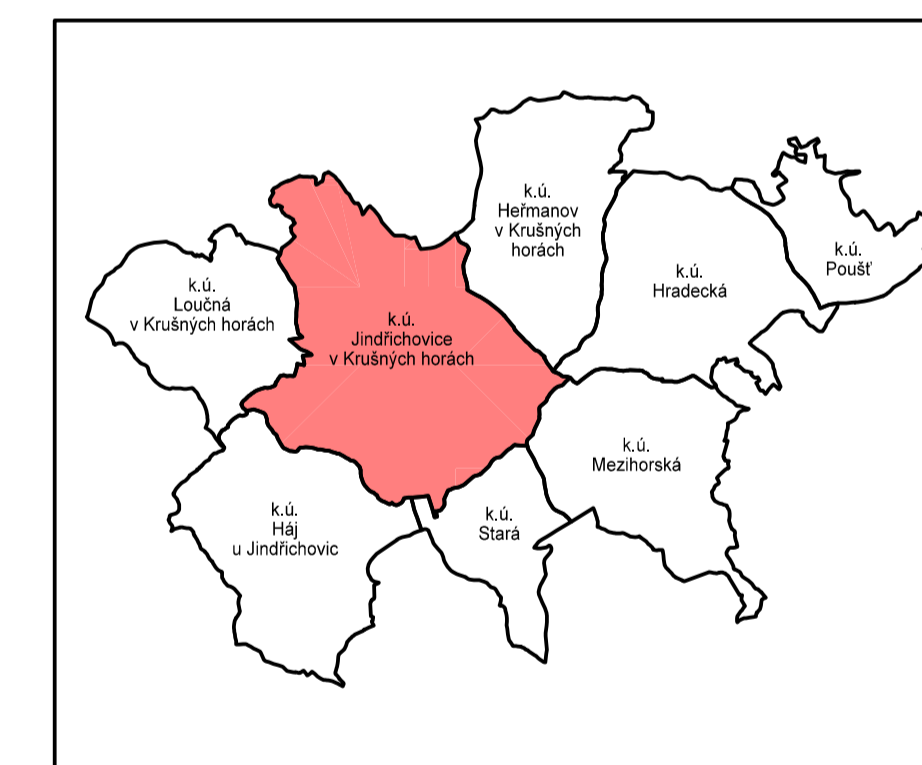 k.ú.
Heřmanov
v Krušných
horách
k.ú.
Poušť
k.ú.
Hradecká
k.ú.
Loučná
v Krušných horách
k.ú.
Jindřichovice
v Krušných horách
k.ú.
Mezihorská
k.ú.
Háj
u Jindřichovic
k.ú.
Stará